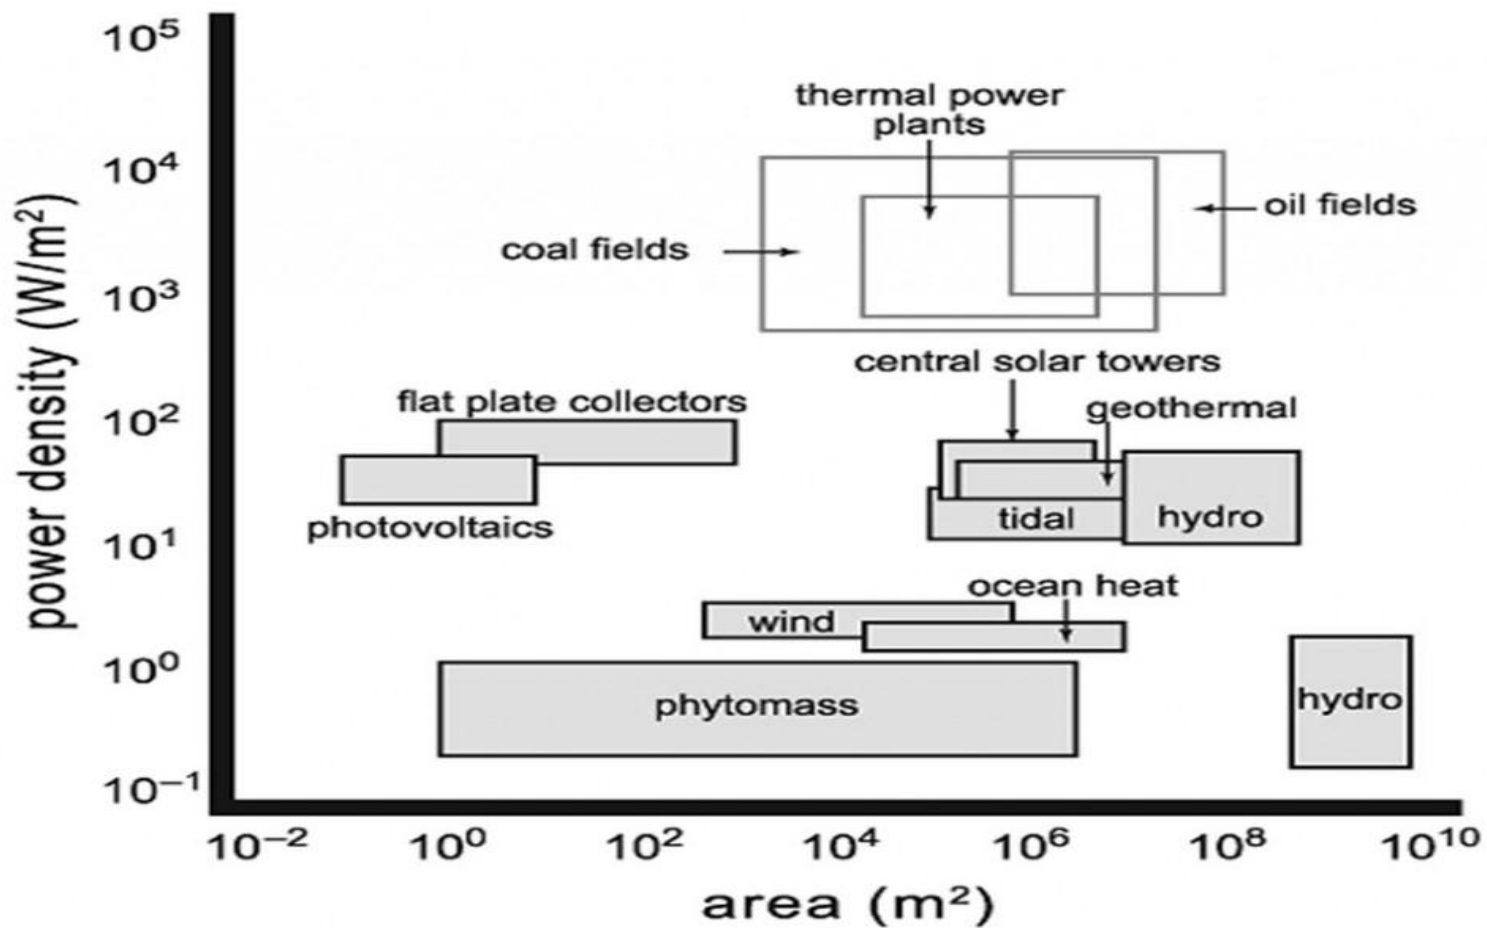 10⁵
thermal power
plants
10⁴
oil fields
coal fields
10³
central solar towers
flat plate collectors
geothermal
10²
photovoltaics
tidal
hydro
10¹
ocean heat
wind
10⁰
phytomass
hydro
10⁻¹
power density (W/m²)
10⁻² 10⁰ 10² 10⁴ 10⁶ 10⁸ 10¹⁰
area (m²)